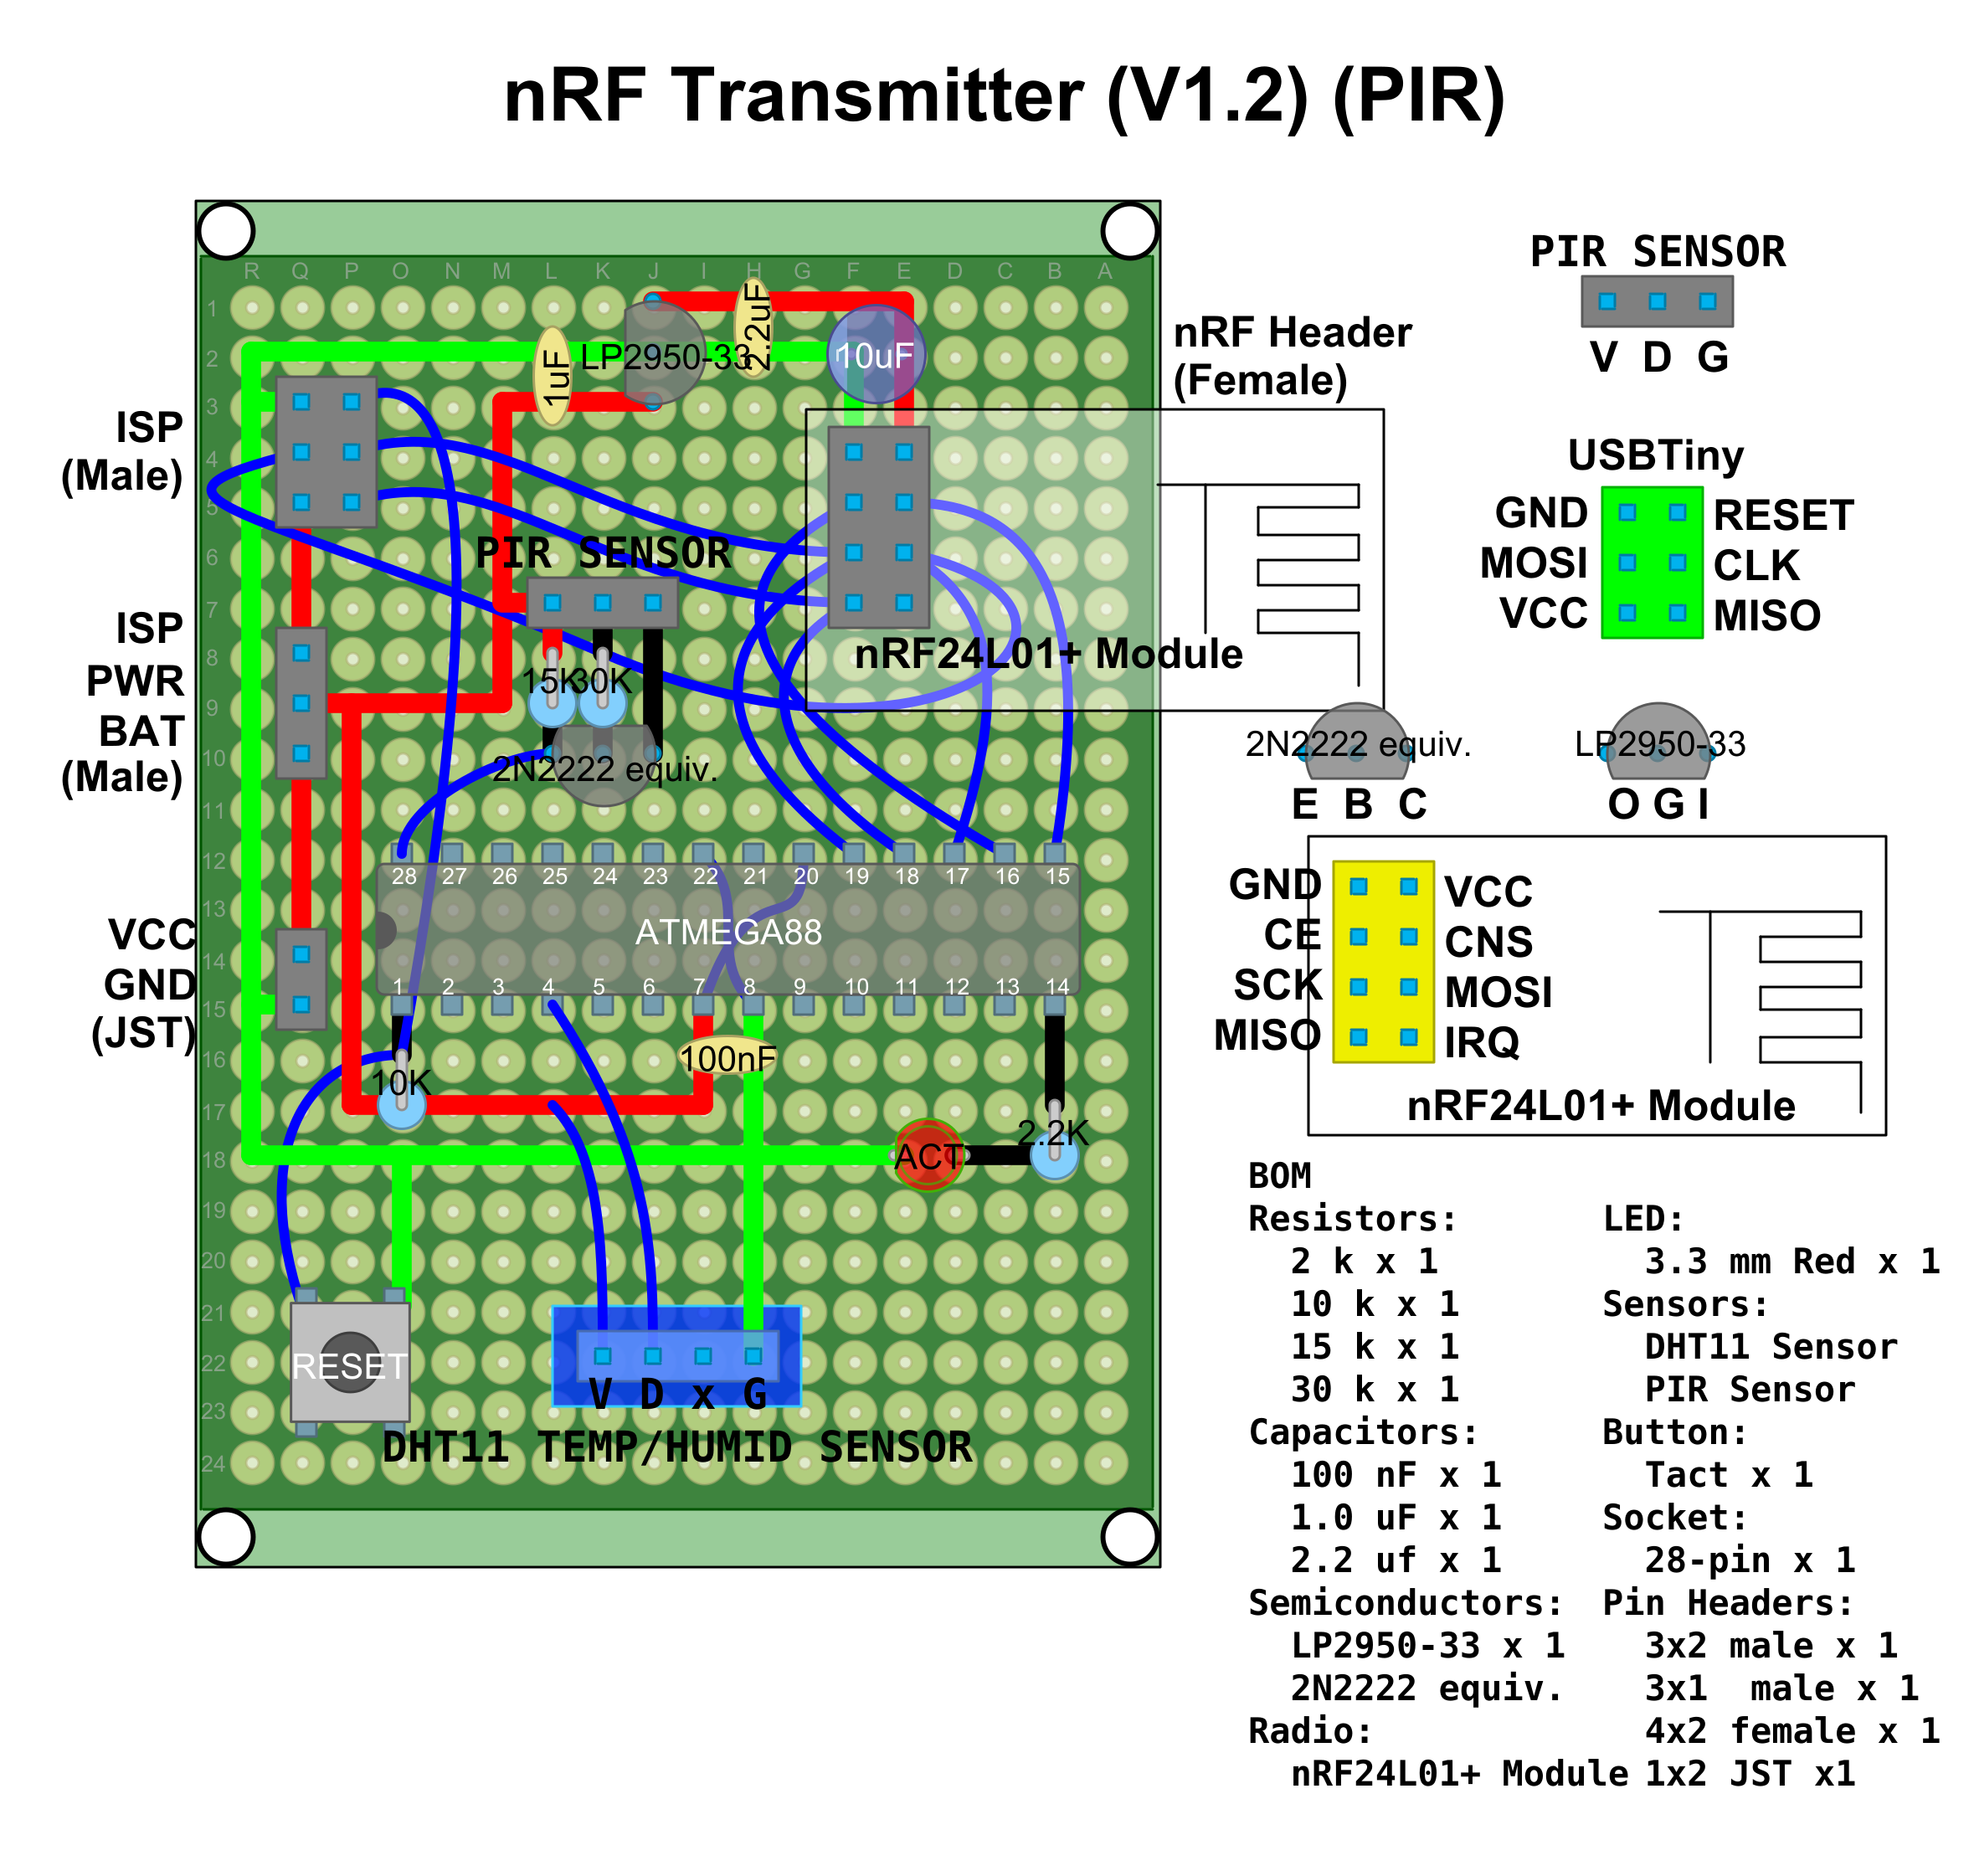 nRF Transmitter (V1.2) (PIR)
R Q P O N M L K J I H G F E D C B A
1
2
3
4
5
6
7
8
9
10
11
12
13
14
15
16
17
18
19
20
21
22
23
24
1uF
LP2950-33
2.2uF
10uF
nRF Header
(Female)
ISP
(Male)
PIR SENSOR
ISP
PWR
BAT
(Male)
nRF24L01+ Module
15K
30K
2N2222 equiv.
28 27 26 25 24 23 22 21 20 19 18 17 16 15
ATMEGA88
1 2 3 4 5 6 7 8 9 10 11 12 13 14
VCC
GND
(JST)
100nF
10K
2.2K
ACT
RESET
V D x G
DHT11 TEMP/HUMID SENSOR
PIR SENSOR
V D G
USBTiny
GND RESET
MOSI CLK
VCC MISO
2N2222 equiv.
E B C
LP2950-33
O G I
GND VCC
CE CNS
SCK MOSI
MISO IRQ
nRF24L01+ Module
BOM
Resistors:
2 k x 1
10 k x 1
15 k x 1
30 k x 1
Capacitors:
100 nF x 1
1.0 uF x 1
2.2 uf x 1
Semiconductors:
LP2950-33 x 1
2N2222 equiv.
Radio:
nRF24L01+ Module
LED:
3.3 mm Red x 1
Sensors:
DHT11 Sensor
PIR Sensor
Button:
Tact x 1
Socket:
28-pin x 1
Pin Headers:
3x2 male x 1
3x1  male x 1
4x2 female x 1
1x2 JST x1